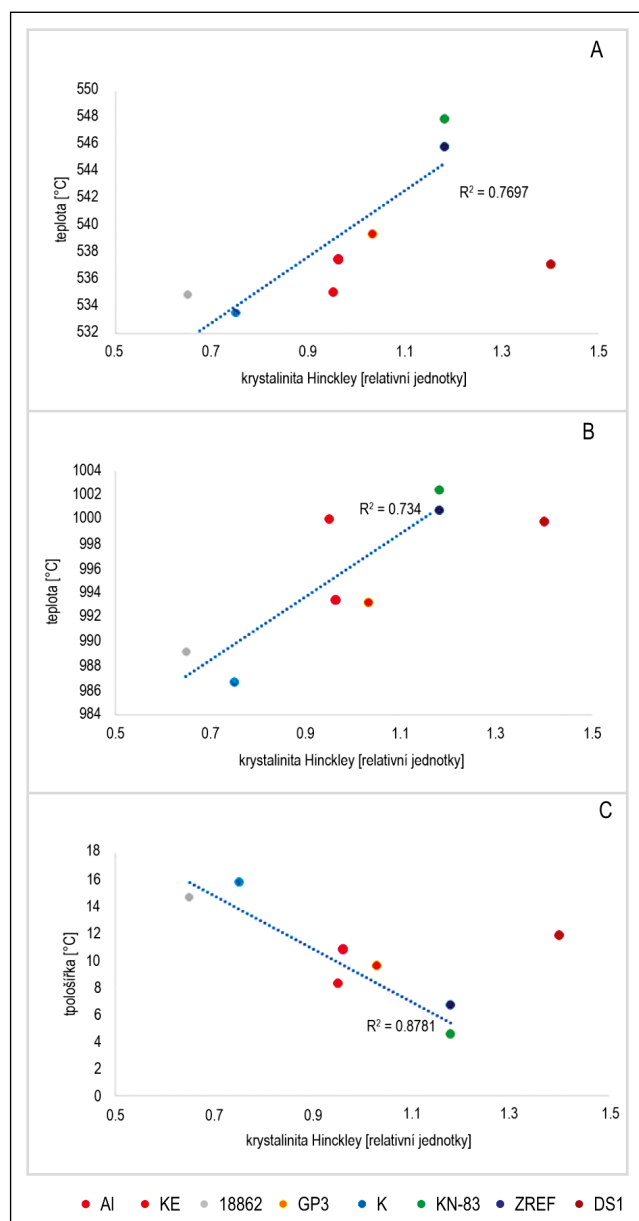 A
550
548
546
544
542
540
538
536
534
532
teplota [°C]
R² = 0.7697
0.5 0.7 0.9 1.1 1.3 1.5
krystalinita Hinckley [relativní jednotky]
B
1004
1002
1000
998
996
994
992
990
988
986
984
teplota [°C]
R² = 0.734
0.5 0.7 0.9 1.1 1.3 1.5
krystalinita Hinckley [relativní jednotky]
C
18
16
14
12
10
8
6
4
2
0
tpološířka [°C]
R² = 0.8781
0.5 0.7 0.9 1.1 1.3 1.5
krystalinita Hinckley [relativní jednotky]
AI KE 18862 GP3 K KN-83 ZREF DS1